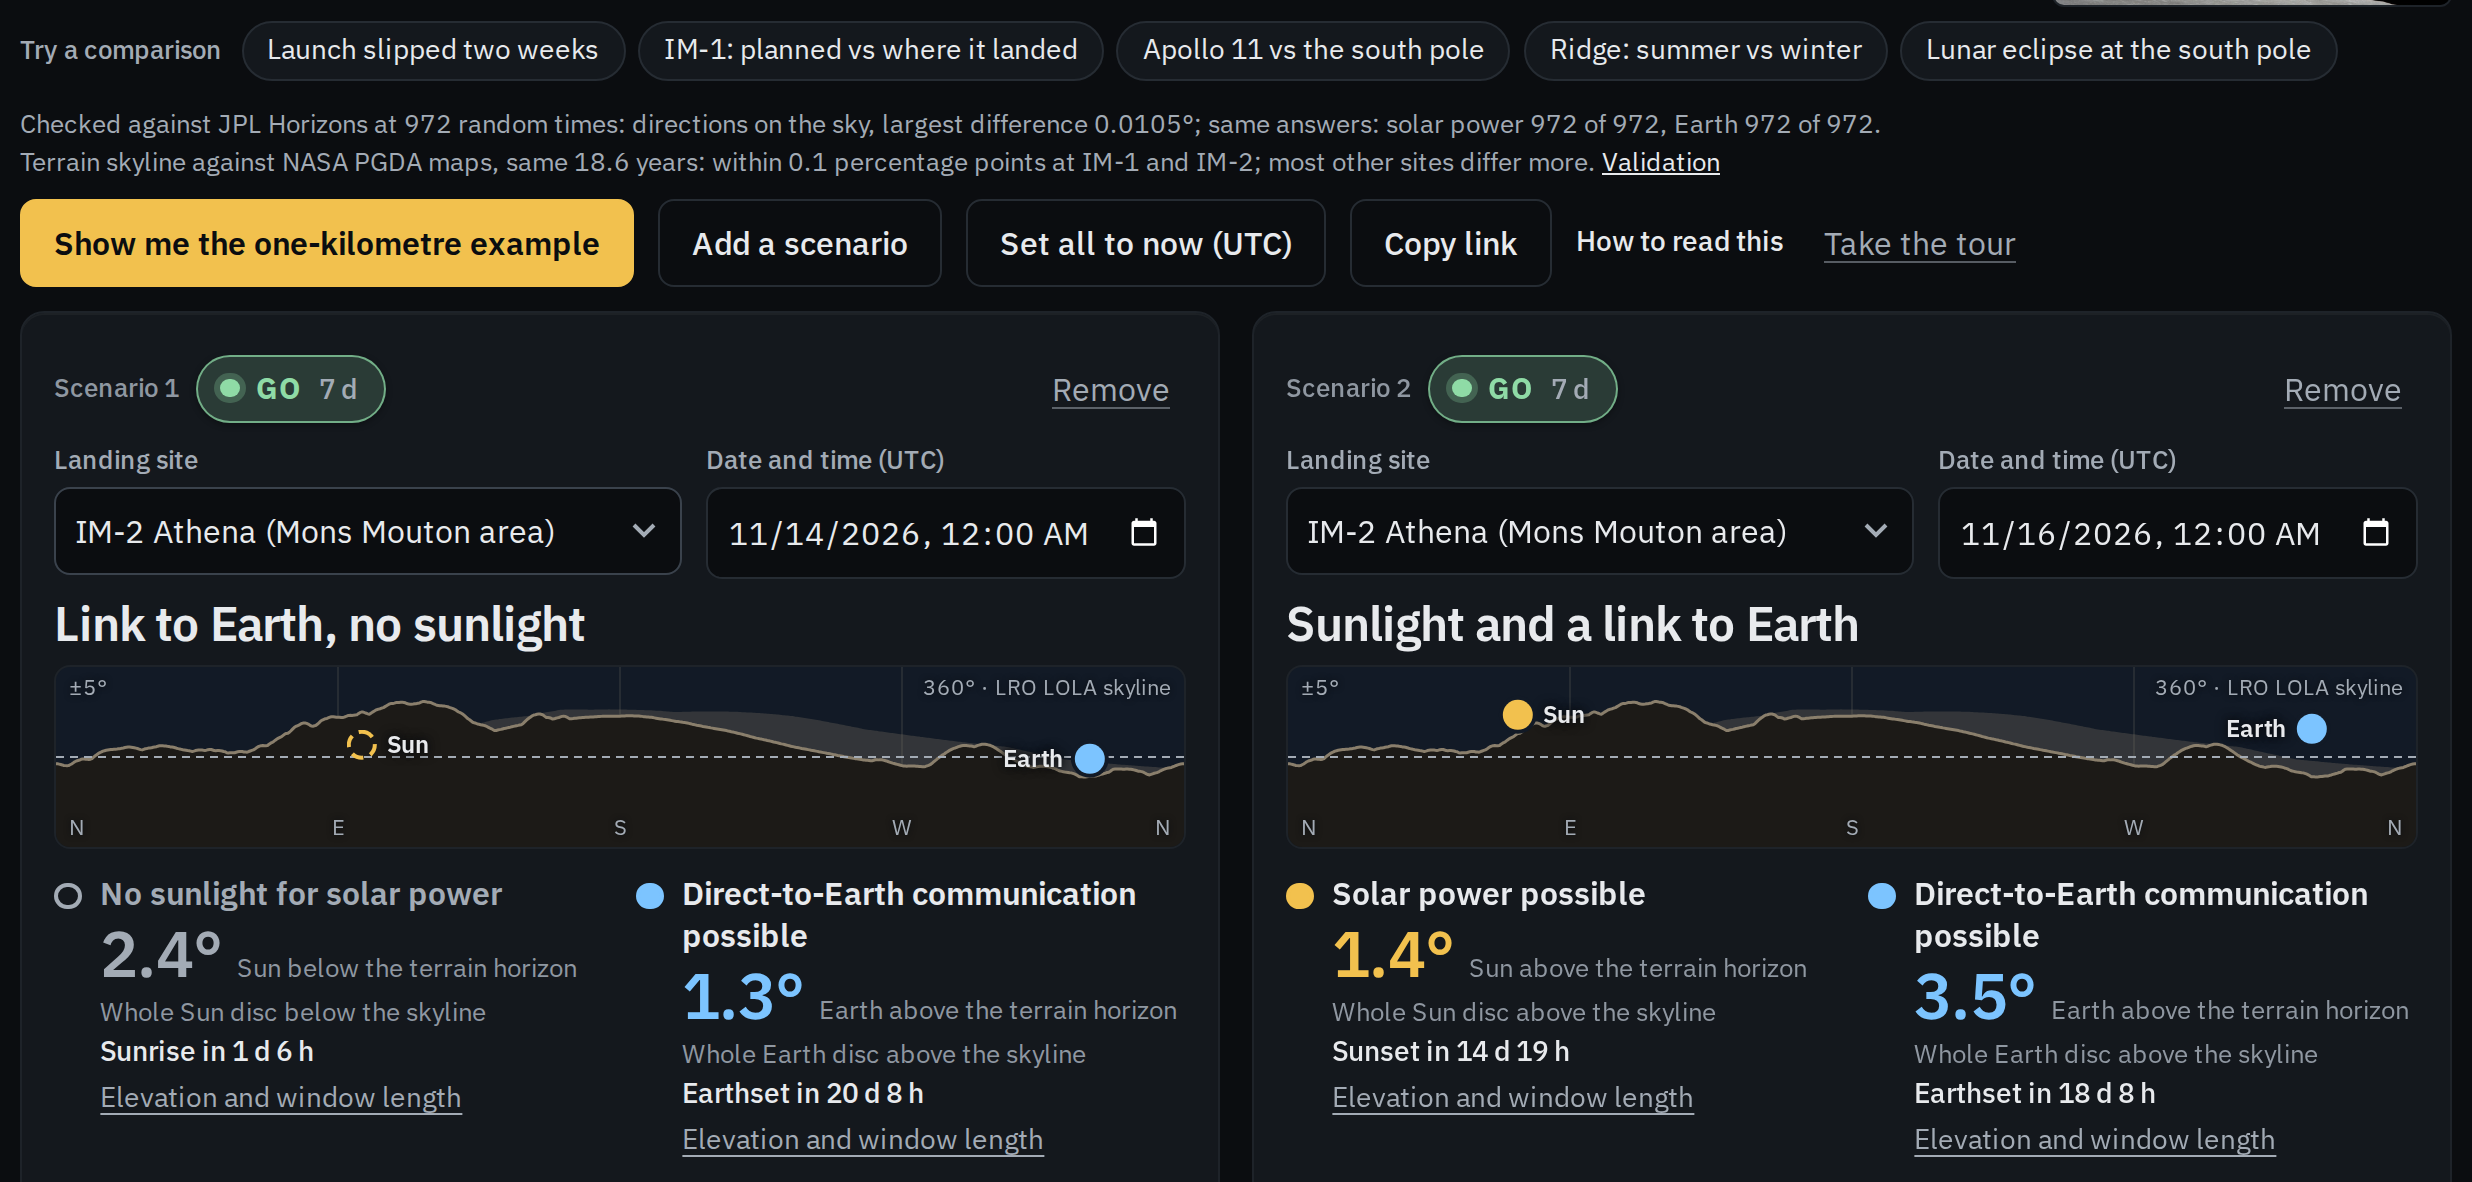 Try a comparison
Launch slipped two weeks
IM-1: planned vs where it landed
Apollo 11 vs the south pole
Ridge: summer vs winter
Lunar eclipse at the south pole
Checked against JPL Horizons at 972 random times: directions on the sky, largest difference 0.0105°; same answers: solar power 972 of 972, Earth 972 of 972.
Terrain skyline against NASA PGDA maps, same 18.6 years: within 0.1 percentage points at IM-1 and IM-2; most other sites differ more. Validation
Show me the one-kilometre example
Add a scenario
Set all to now (UTC)
Copy link
How to read this
Take the tour
Scenario 1
GO 7 d
Remove
Landing site
Date and time (UTC)
IM-2 Athena (Mons Mouton area)
11/14/2026, 12:00 AM
Link to Earth, no sunlight
±5°
360° · LRO LOLA skyline
Sun
Earth
N
E
S
W
N
No sunlight for solar power
2.4° Sun below the terrain horizon
Whole Sun disc below the skyline
Sunrise in 1 d 6 h
Elevation and window length
Direct-to-Earth communication
possible
1.3° Earth above the terrain horizon
Whole Earth disc above the skyline
Earthset in 20 d 8 h
Elevation and window length
Scenario 2
GO 7 d
Remove
Landing site
Date and time (UTC)
IM-2 Athena (Mons Mouton area)
11/16/2026, 12:00 AM
Sunlight and a link to Earth
±5°
360° · LRO LOLA skyline
Sun
Earth
N
E
S
W
N
Solar power possible
1.4° Sun above the terrain horizon
Whole Sun disc above the skyline
Sunset in 14 d 19 h
Elevation and window length
Direct-to-Earth communication
possible
3.5° Earth above the terrain horizon
Whole Earth disc above the skyline
Earthset in 18 d 8 h
Elevation and window length